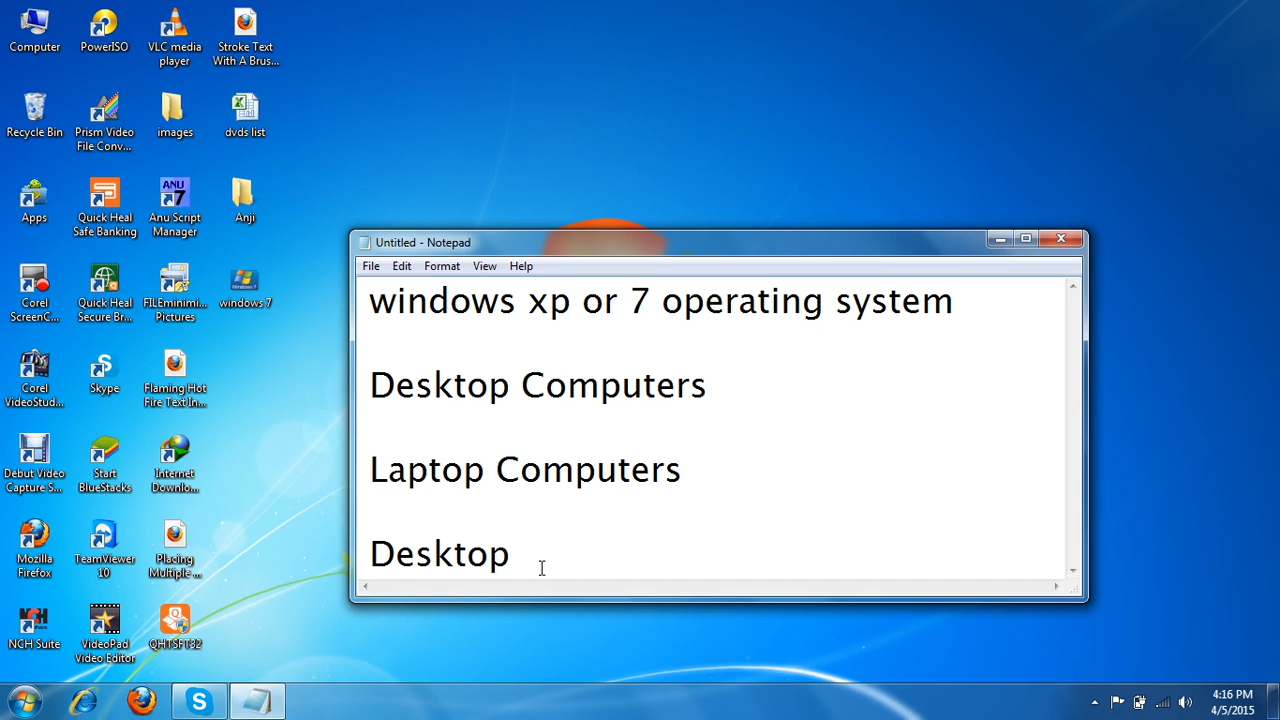 Computer
PowerISO
VLC media
player
Stroke Text
With A Brus...
Recycle Bin
Prism Video
File Conv...
images
dvds list
Apps
Quick Heal
Safe Banking
ANU
7
Anu Script
Manager
Anji
Corel
ScreenC...
Quick Heal
Secure Br...
FILEminimi...
Pictures
windows 7
Corel
VideoStud...
Skype
Flaming Hot
Fire Text In...
Debut Video
Capture S...
Start
BlueStacks
Internet
Downlo...
Mozilla
Firefox
TeamViewer
10
Placing
Multiple ...
NCH Suite
VideoPad
Video Editor
QHTSFT32
Untitled - Notepad
File Edit Format View Help
windows xp or 7 operating system
Desktop Computers
Laptop Computers
Desktop
4:16 PM
4/5/2015